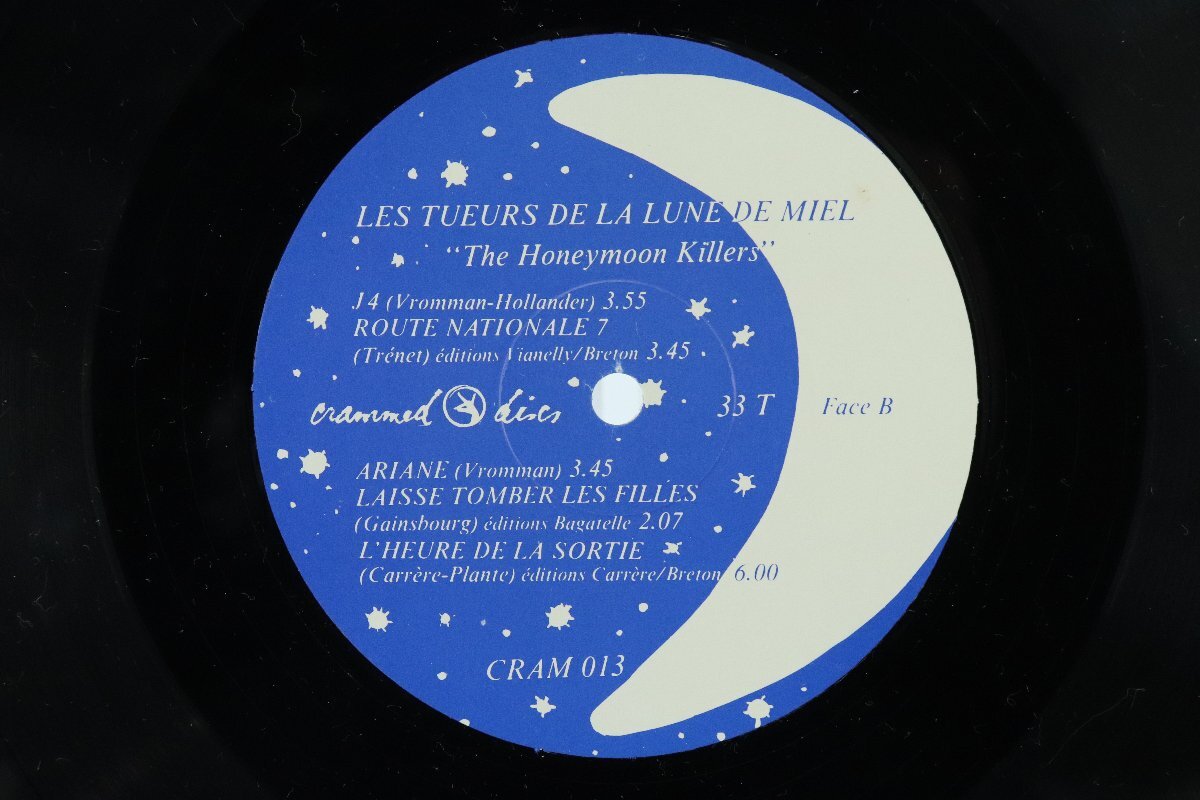 LES TUEURS DE LA LUNE DE MIEL
“The Honeymoon Killers”
J4 (Vromman-Hollander) 3.55
ROUTE NATIONALE 7
(Trénet) éditions Vianelly/Breton 3.45
crammed discs
33 T
Face B
ARIANE (Vromman) 3.45
LAISSE TOMBER LES FILLES
(Gainsbourg) éditions Bagatelle 2.07
L'HEURE DE LA SORTIE
(Carrère-Plante) éditions Carrère/Breton 6.00
CRAM 013